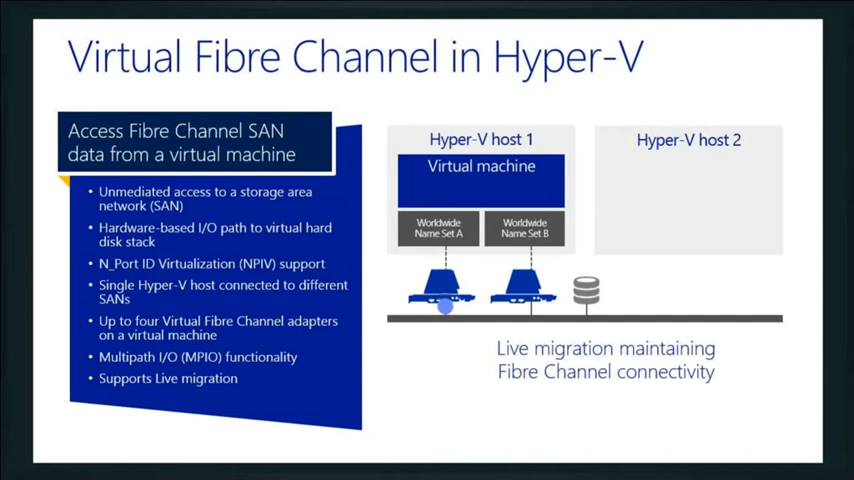 Virtual Fibre Channel in Hyper-V
Access Fibre Channel SAN
data from a virtual machine
• Unmediated access to a storage area
network (SAN)
• Hardware-based I/O path to virtual hard
disk stack
• N_Port ID Virtualization (NPIV) support
• Single Hyper-V host connected to different
SANs
• Up to four Virtual Fibre Channel adapters
on a virtual machine
• Multipath I/O (MPIO) functionality
• Supports Live migration
Hyper-V host 1
Virtual machine
Worldwide
Name Set A
Worldwide
Name Set B
Hyper-V host 2
Live migration maintaining
Fibre Channel connectivity